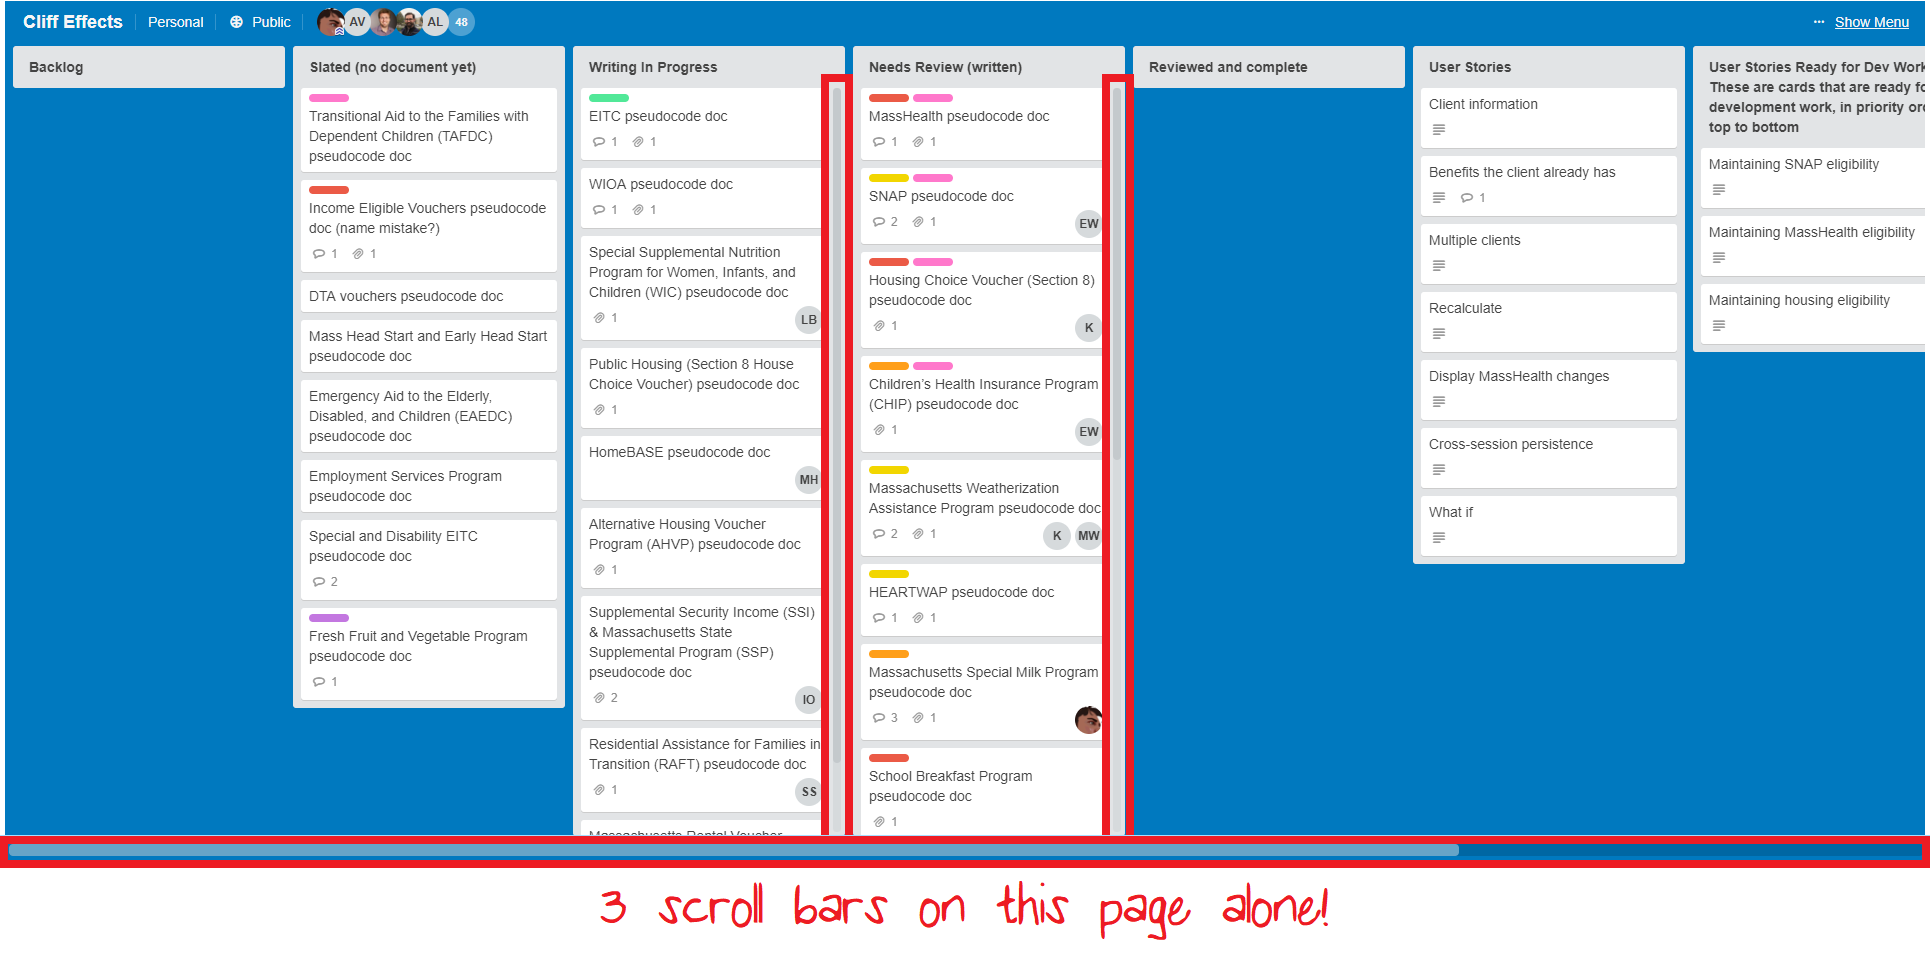 Cliff Effects Personal Public AV AL 48 ··· Show Menu
Backlog
Slated (no document yet)
Transitional Aid to the Families with
Dependent Children (TAFDC)
pseudocode doc
Income Eligible Vouchers pseudocode
doc (name mistake?)
1 1
DTA vouchers pseudocode doc
Mass Head Start and Early Head Start
pseudocode doc
Emergency Aid to the Elderly,
Disabled, and Children (EAEDC)
pseudocode doc
Employment Services Program
pseudocode doc
Special and Disability EITC
pseudocode doc
2
Fresh Fruit and Vegetable Program
pseudocode doc
1
Writing In Progress
EITC pseudocode doc
1 1
WIOA pseudocode doc
1 1
Special Supplemental Nutrition
Program for Women, Infants, and
Children (WIC) pseudocode doc
1 LB
Public Housing (Section 8 House
Choice Voucher) pseudocode doc
1
HomeBASE pseudocode doc
MH
Alternative Housing Voucher
Program (AHVP) pseudocode doc
1
Supplemental Security Income (SSI)
& Massachusetts State
Supplemental Program (SSP)
pseudocode doc
2 IO
Residential Assistance for Families in
Transition (RAFT) pseudocode doc
1 SS
Massachusetts Rental Voucher
Needs Review (written)
MassHealth pseudocode doc
1 1
SNAP pseudocode doc
2 1 EW
Housing Choice Voucher (Section 8)
pseudocode doc
1 K
Children's Health Insurance Program
(CHIP) pseudocode doc
1 EW
Massachusetts Weatherization
Assistance Program pseudocode doc
2 1 K MW
HEARTWAP pseudocode doc
1 1
Massachusetts Special Milk Program
pseudocode doc
3 1
School Breakfast Program
pseudocode doc
1
Reviewed and complete
User Stories
Client information
Benefits the client already has
1
Multiple clients
Recalculate
Display MassHealth changes
Cross-session persistence
What if
User Stories Ready for Dev Work
These are cards that are ready fo
development work, in priority or
top to bottom
Maintaining SNAP eligibility
Maintaining MassHealth eligibility
Maintaining housing eligibility
3 scroll bars on this page alone!